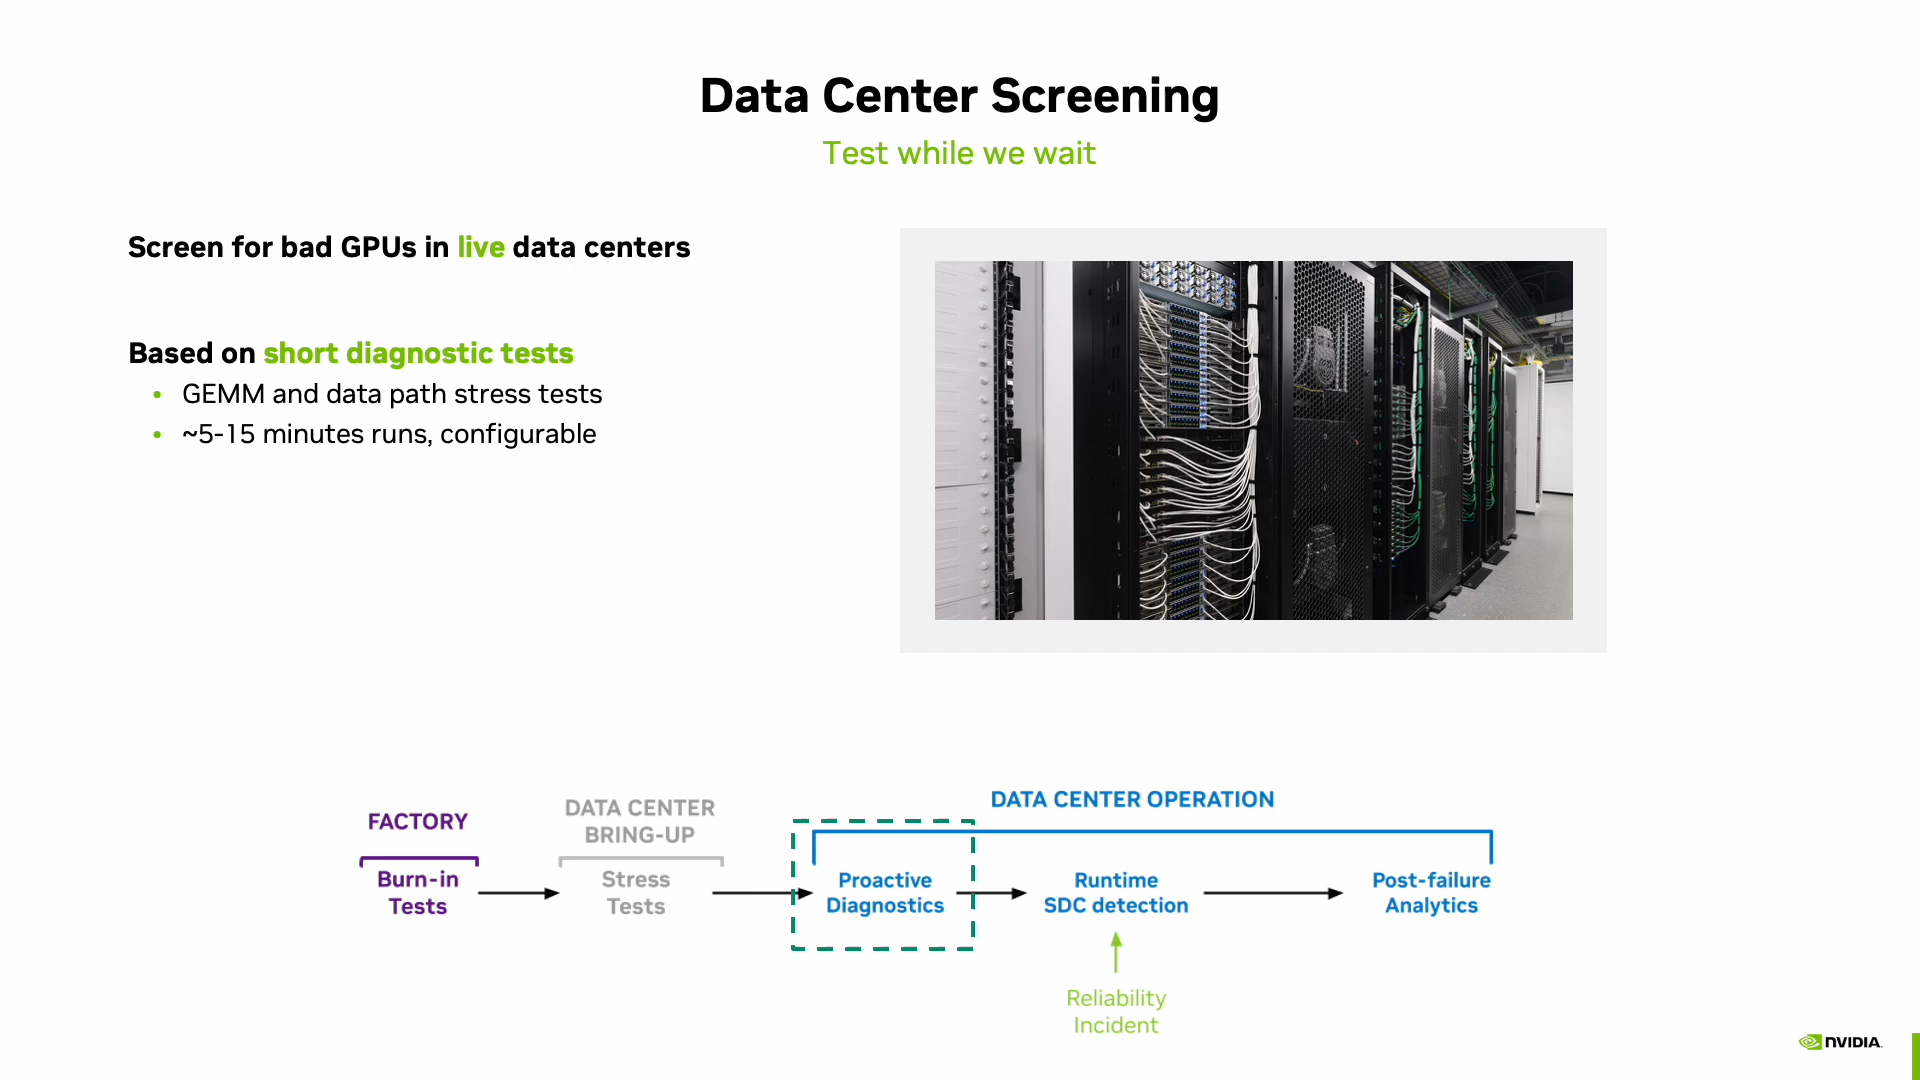 Data Center Screening
Test while we wait
Screen for bad GPUs in live data centers
Based on short diagnostic tests
• GEMM and data path stress tests
• ~5-15 minutes runs, configurable
FACTORY
Burn-in
Tests
DATA CENTER
BRING-UP
Stress
Tests
DATA CENTER OPERATION
Proactive
Diagnostics
Runtime
SDC detection
Post-failure
Analytics
Reliability
Incident
NVIDIA